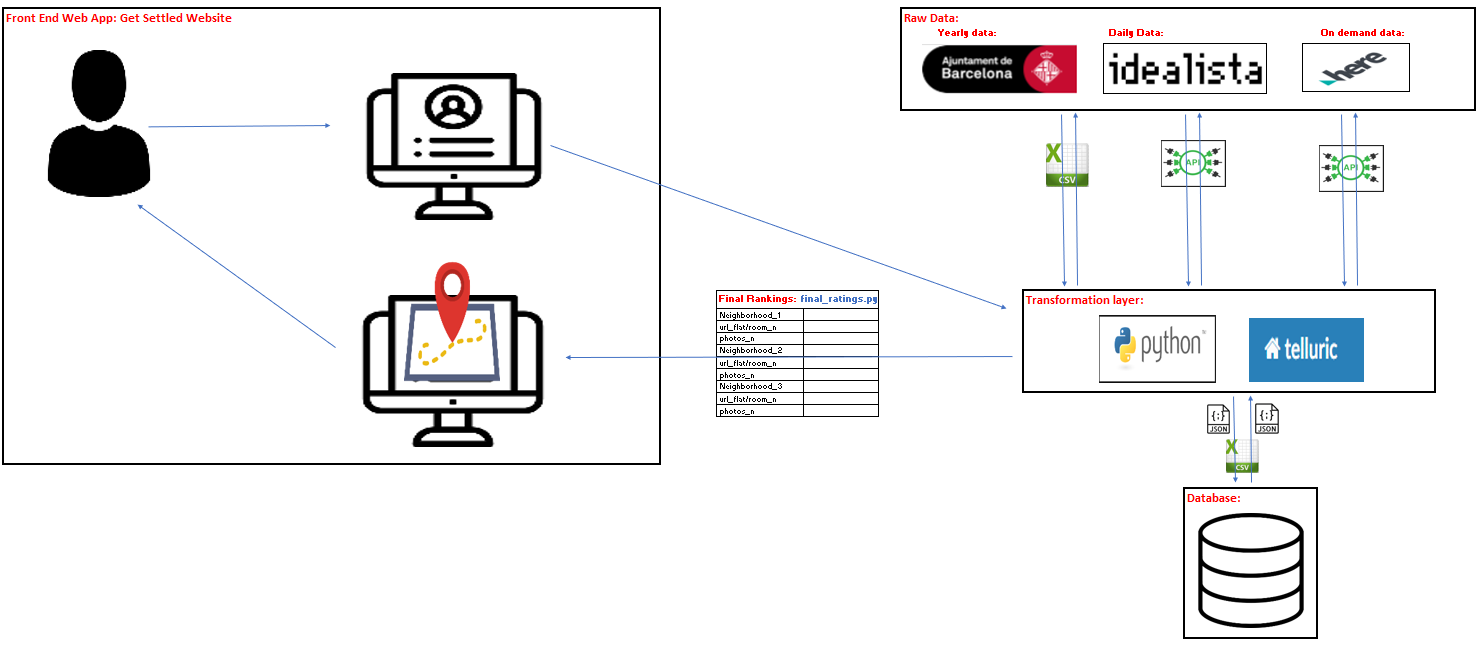 Front End Web App: Get Settled Website
Raw Data:
Yearly data:
Daily Data:
On demand data:
Ajuntament de
Barcelona
idealista
here
CSV
API
API
Final Rankings: final_ratings.py
Neighborhood_1
url_flat/room_n
photos_n
Neighborhood_2
url_flat/room_n
photos_n
Neighborhood_3
url_flat/room_n
photos_n
Transformation layer:
python
telluric
{;}
JSON
{;}
JSON
CSV
Database: